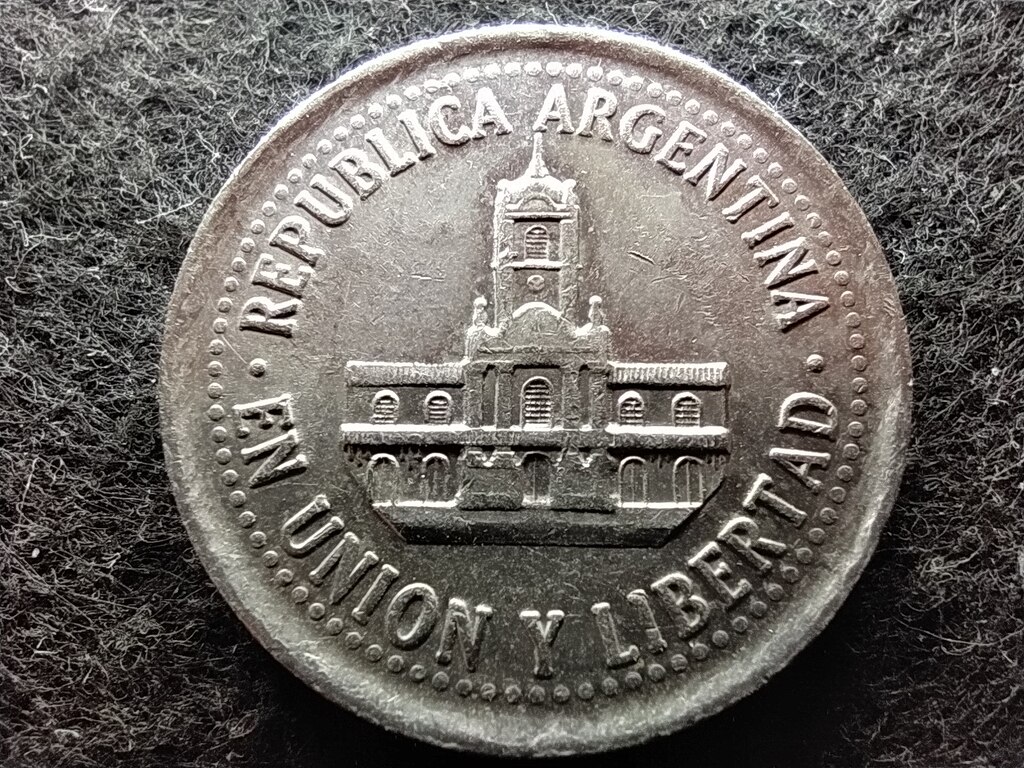 REPUBLICA ARGENTINA
· EN UNION Y LIBERTAD ·